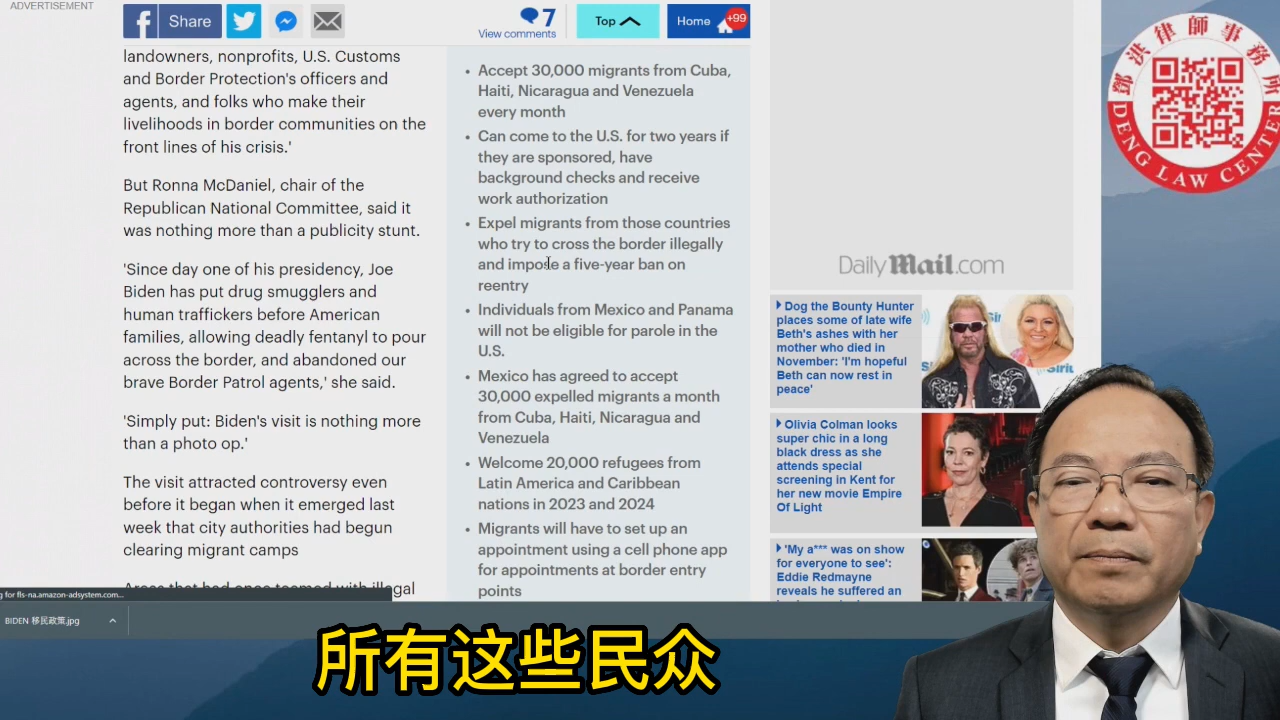 ADVERTISEMENT
Share
7
View comments
Top
Home
+99
landowners, nonprofits, U.S. Customs
and Border Protection's officers and
agents, and folks who make their
livelihoods in border communities on the
front lines of his crisis.'
But Ronna McDaniel, chair of the
Republican National Committee, said it
was nothing more than a publicity stunt.
'Since day one of his presidency, Joe
Biden has put drug smugglers and
human traffickers before American
families, allowing deadly fentanyl to pour
across the border, and abandoned our
brave Border Patrol agents,' she said.
'Simply put: Biden's visit is nothing more
than a photo op.'
The visit attracted controversy even
before it began when it emerged last
week that city authorities had begun
clearing migrant camps
Areas that had once teemed with illegal
• Accept 30,000 migrants from Cuba,
Haiti, Nicaragua and Venezuela
every month
• Can come to the U.S. for two years if
they are sponsored, have
background checks and receive
work authorization
• Expel migrants from those countries
who try to cross the border illegally
and impose a five-year ban on
reentry
• Individuals from Mexico and Panama
will not be eligible for parole in the
U.S.
• Mexico has agreed to accept
30,000 expelled migrants a month
from Cuba, Haiti, Nicaragua and
Venezuela
• Welcome 20,000 refugees from
Latin America and Caribbean
nations in 2023 and 2024
• Migrants will have to set up an
appointment using a cell phone app
for appointments at border entry
points
DailyMail.com
Dog the Bounty Hunter
places some of late wife
Beth's ashes with her
mother who died in
November: 'I'm hopeful
Beth can now rest in
peace'
Olivia Colman looks
super chic in a long
black dress as she
attends special
screening in Kent for
her new movie Empire
Of Light
'My a*** was on show
for everyone to see':
Eddie Redmayne
reveals he suffered an
鄧洪律師事務所
DENG LAW CENTER
g for fls-na.amazon-adsystem.com...
BIDEN 移民政策.jpg
所有这些民众